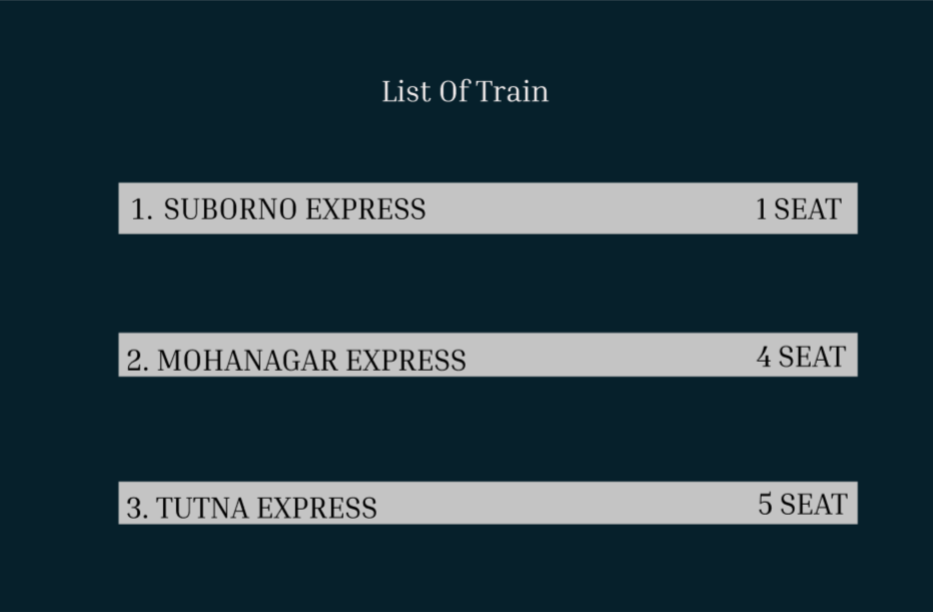 List Of Train
1. SUBORNO EXPRESS 1 SEAT
2. MOHANAGAR EXPRESS 4 SEAT
3. TUTNA EXPRESS 5 SEAT